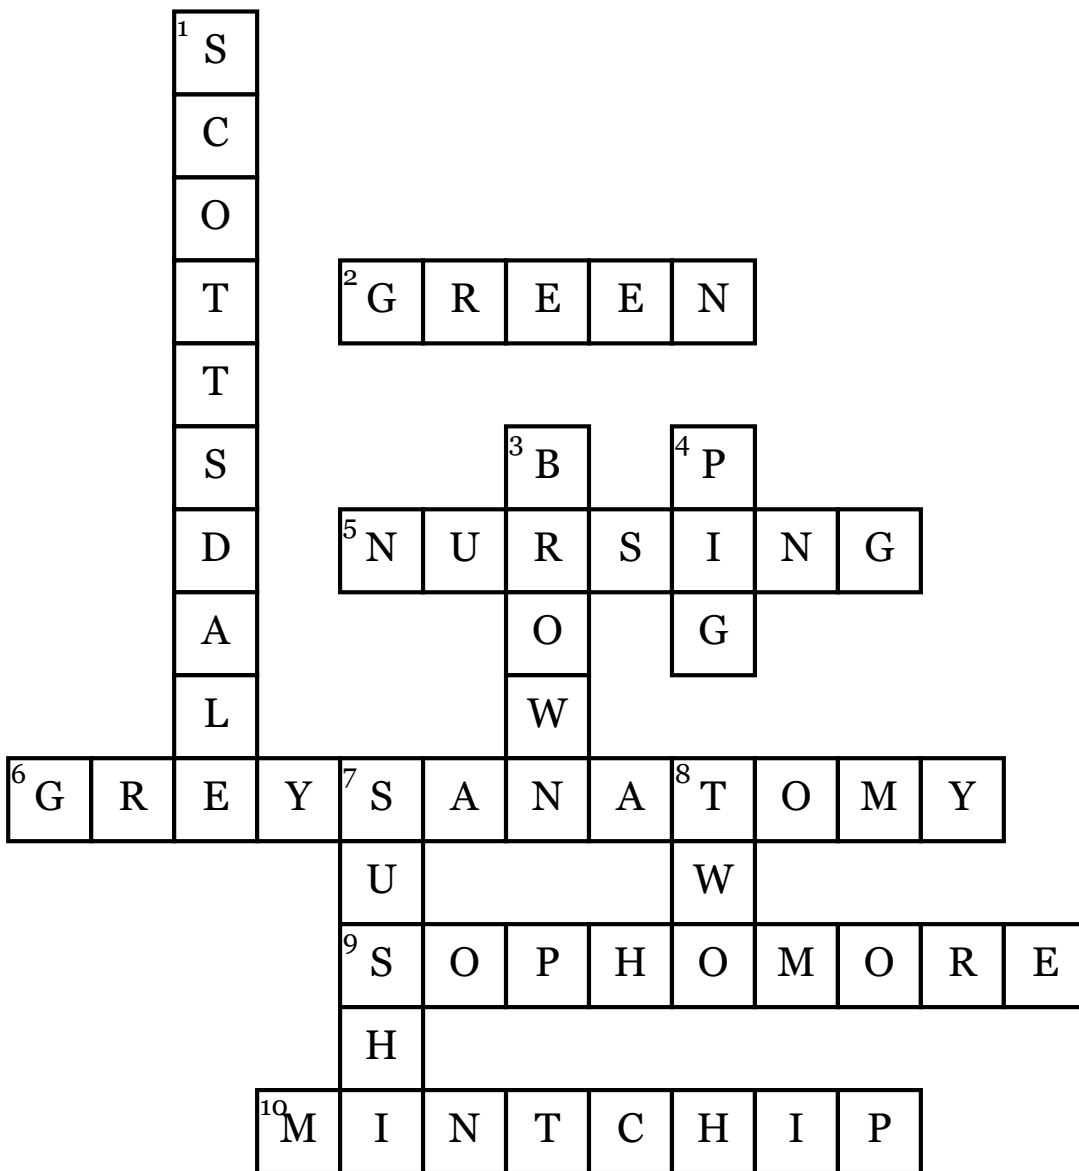 1 S
C
O
T 2 G R E E N
T
S 3 B 4 P
D 5 N U R S I N G
A O G
L W
6 G R E Y 7 S A N A 8 T O M Y
U W
9 S O P H O M O R E
H
10 M I N T C H I P